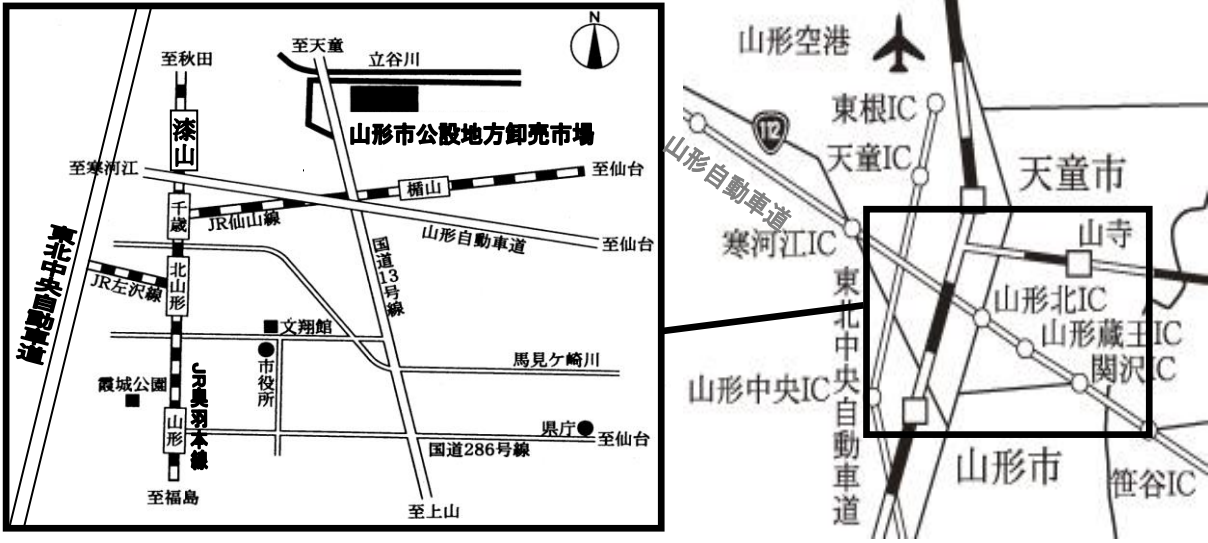 N
至天童
立谷川
至秋田
漆山
山形市公設地方卸売市場
至寒河江
楯山
至仙台
千歳
JR仙山線
山形自動車道
至仙台
東北中央自動車道
国道13号線
北山形
JR左沢線
文翔館
市役所
馬見ケ崎川
霞城公園
JR奥羽本線
山形
県庁
至仙台
国道286号線
至福島
至上山
山形空港
東根IC
112
天童IC
山形自動車道
天童市
寒河江IC
山寺
東北中央自動車道
山形北IC
山形蔵王IC
関沢IC
山形中央IC
山形市
笹谷IC